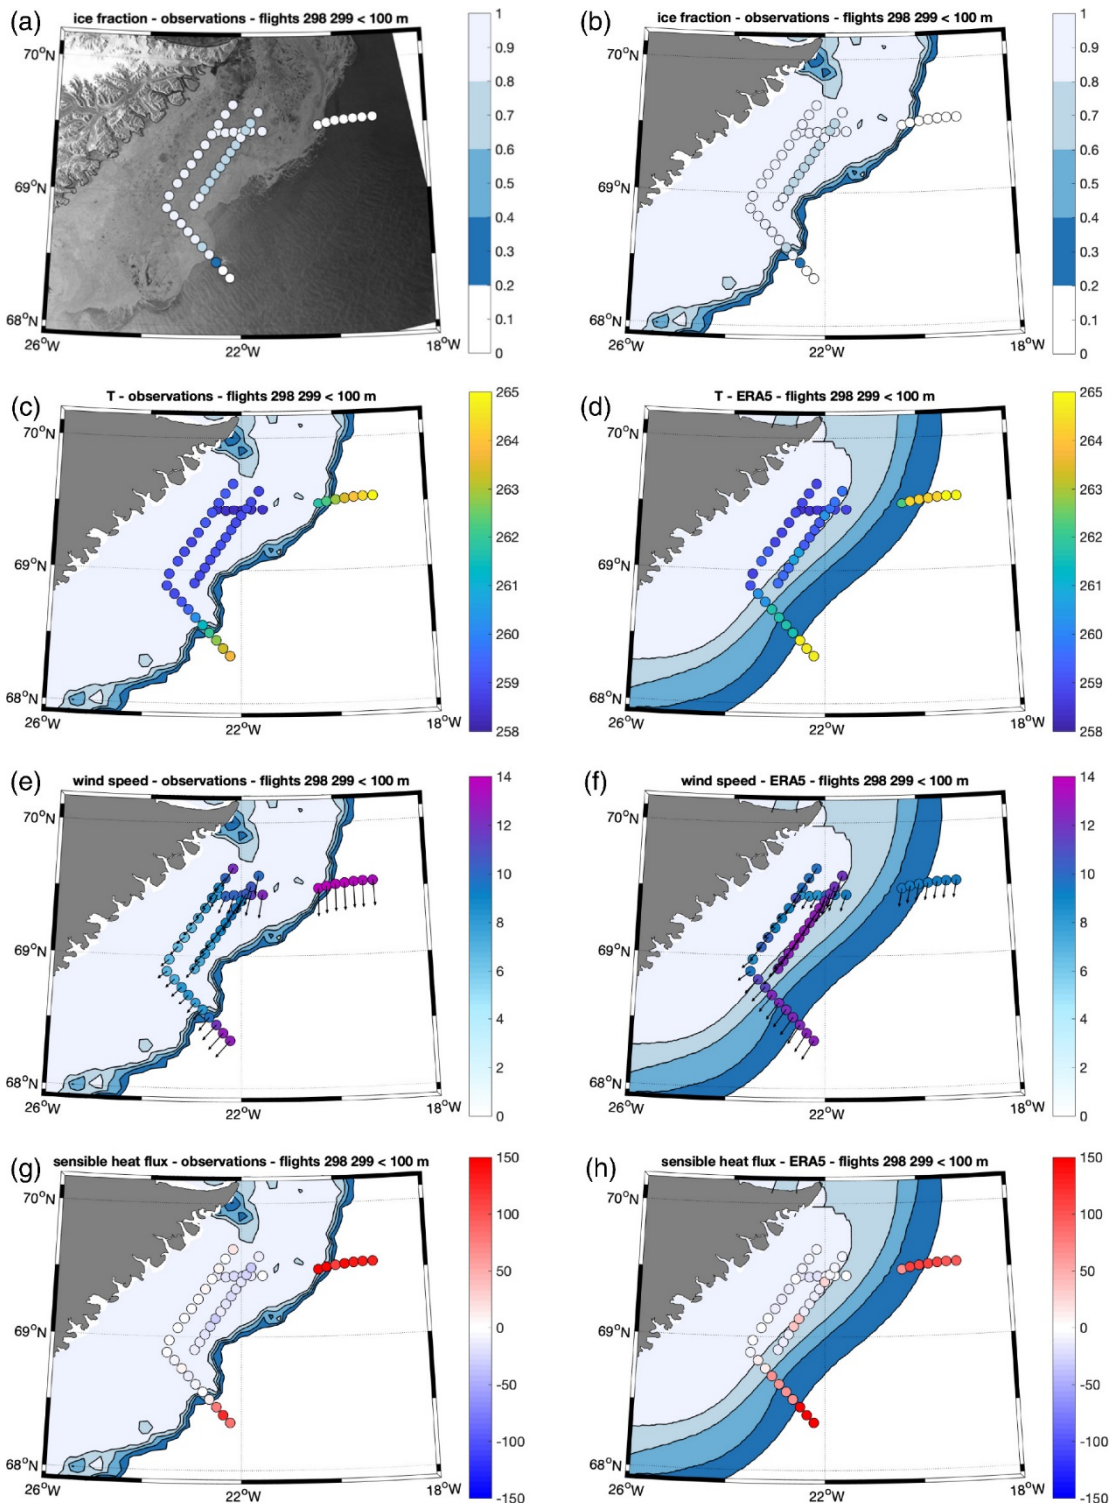 (a) ice fraction - observations - flights 298 299 < 100 m
70°N
69°N
68°N
26°W 22°W 18°W
1
0.9
0.8
0.7
0.6
0.5
0.4
0.3
0.2
0.1
0
(b) ice fraction - observations - flights 298 299 < 100 m
70°N
69°N
68°N
26°W 22°W 18°W
1
0.9
0.8
0.7
0.6
0.5
0.4
0.3
0.2
0.1
0
(c) T - observations - flights 298 299 < 100 m
70°N
69°N
68°N
26°W 22°W 18°W
265
264
263
262
261
260
259
258
(d) T - ERA5 - flights 298 299 < 100 m
70°N
69°N
68°N
26°W 22°W 18°W
265
264
263
262
261
260
259
258
(e) wind speed - observations - flights 298 299 < 100 m
70°N
69°N
68°N
26°W 22°W 18°W
14
12
10
8
6
4
2
0
(f) wind speed - ERA5 - flights 298 299 < 100 m
70°N
69°N
68°N
26°W 22°W 18°W
14
12
10
8
6
4
2
0
(g) sensible heat flux - observations - flights 298 299 < 100 m
70°N
69°N
68°N
26°W 22°W 18°W
150
100
50
0
-50
-100
-150
(h) sensible heat flux - ERA5 - flights 298 299 < 100 m
70°N
69°N
68°N
26°W 22°W 18°W
150
100
50
0
-50
-100
-150